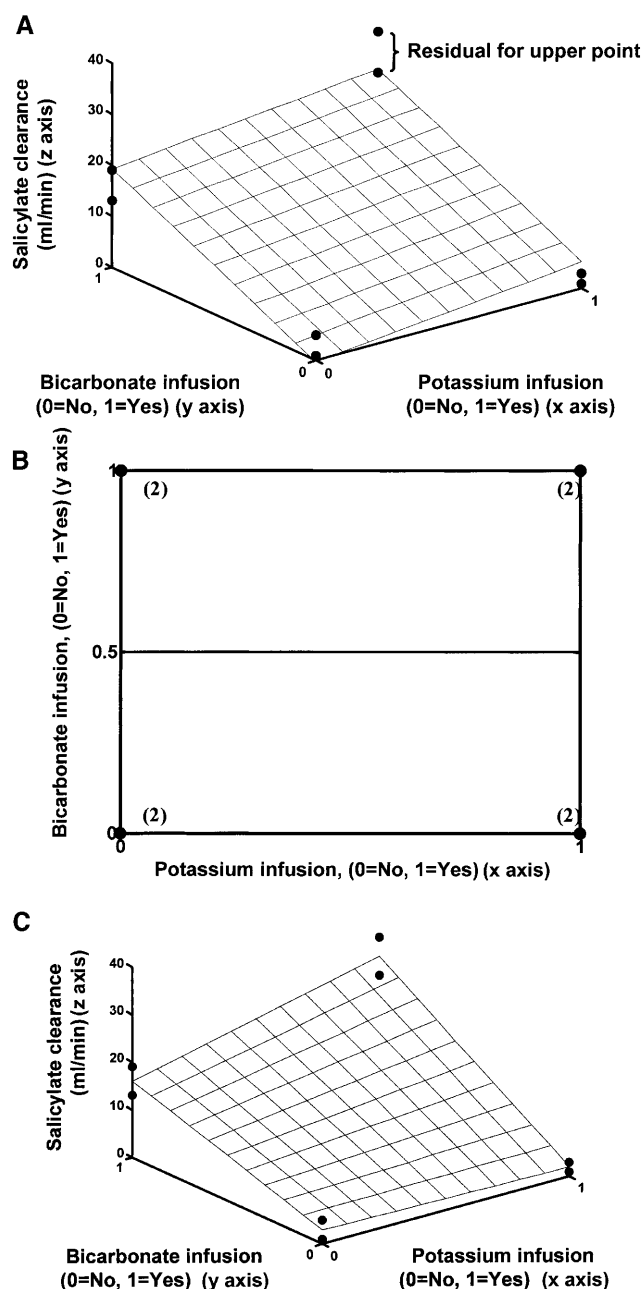 A
Residual for upper point
Salicylate clearance
(ml/min) (z axis)
40
30
20
10
0
1
0
0
1
Bicarbonate infusion
(0=No, 1=Yes) (y axis)
Potassium infusion
(0=No, 1=Yes) (x axis)
B
Bicarbonate infusion, (0=No, 1=Yes) (y axis)
1
(2)
(2)
0.5
(2)
(2)
0
0
1
Potassium infusion, (0=No, 1=Yes) (x axis)
C
Salicylate clearance
(ml/min) (z axis)
40
30
20
10
0
1
0
0
1
Bicarbonate infusion
(0=No, 1=Yes) (y axis)
Potassium infusion
(0=No, 1=Yes) (x axis)